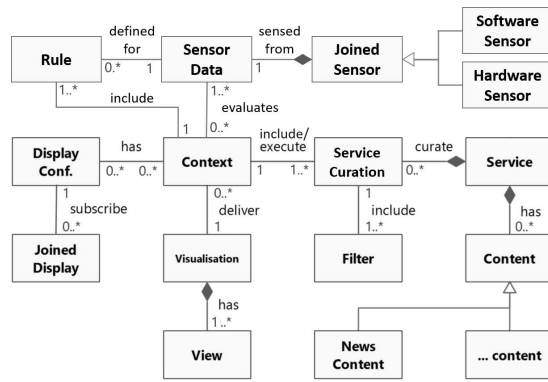 Rule
0..*
defined
for
1
Sensor
Data
sensed
from
1
Joined
Sensor
Software
Sensor
Hardware
Sensor
1..*
include
1
1..*
evaluates
0..*
Display
Conf.
has
0..*
0..*
Context
include/
execute
1
1..*
Service
Curation
curate
0..*
Service
1
subscribe
0..*
0..*
deliver
1
1
include
1..*
has
0..*
Joined
Display
Visualisation
Filter
Content
has
1..*
View
News
Content
... content